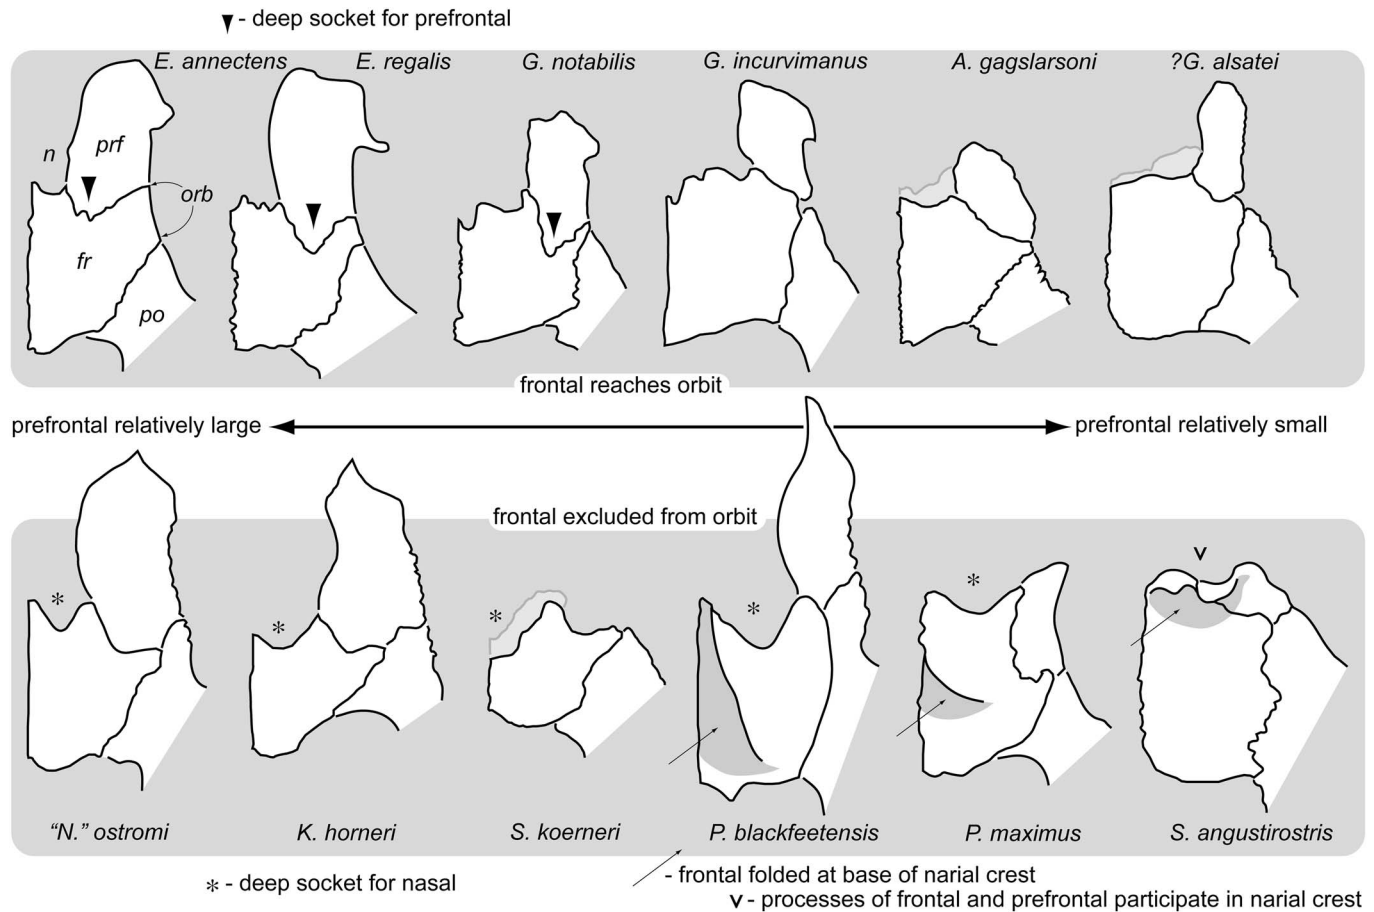 ▼ - deep socket for prefrontal
E. annectens E. regalis G. notabilis G. incurvimanus A. gagslarsoni ?G. alsatei
n prf
orb
fr
po
frontal reaches orbit
prefrontal relatively large prefrontal relatively small
frontal excluded from orbit
v
* * * * *
“N.” ostromi K. horneri S. koerneri P. blackfeetensis P. maximus S. angustirostris
* - deep socket for nasal
- frontal folded at base of narial crest
v - processes of frontal and prefrontal participate in narial crest